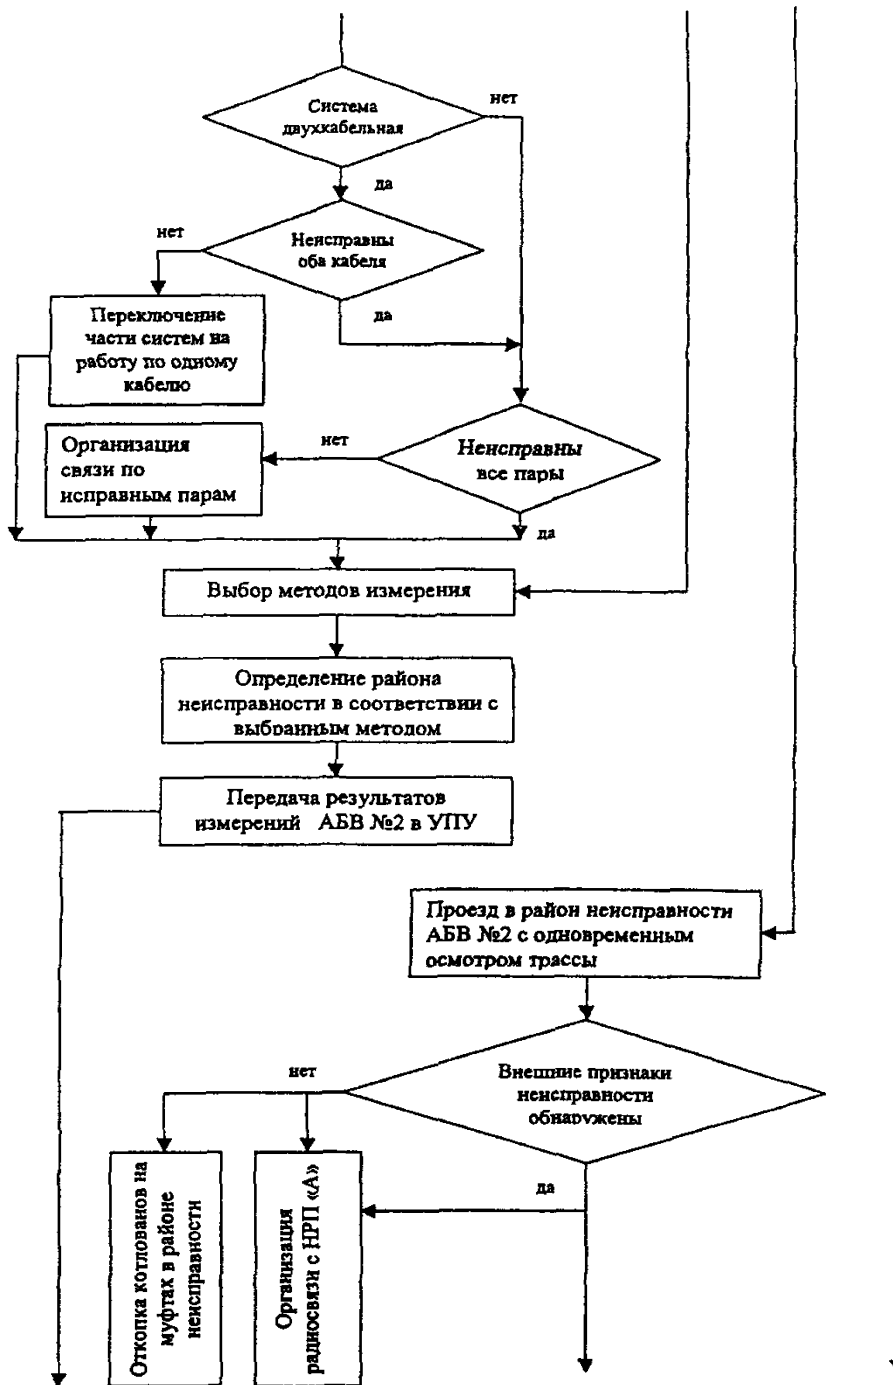 Система
двухкабельная
нет
да
Неисправны
оба кабеля
нет
да
Переключение
части систем на
работу по одному
кабелю
Неисправны
все пары
нет
да
Организация
связи по
исправным парам
Выбор методов измерения
Определение района
неисправности в соответствии с
выбранным методом
Передача результатов
измерений АБВ №2 в УПУ
Проезд в район неисправности
АБВ №2 с одновременным
осмотром трассы
Внешние признаки
неисправности
обнаружены
нет
да
Откопка котлованов на
муфтах в районе
неисправности
Организация
радиосвязи с НРП «А»